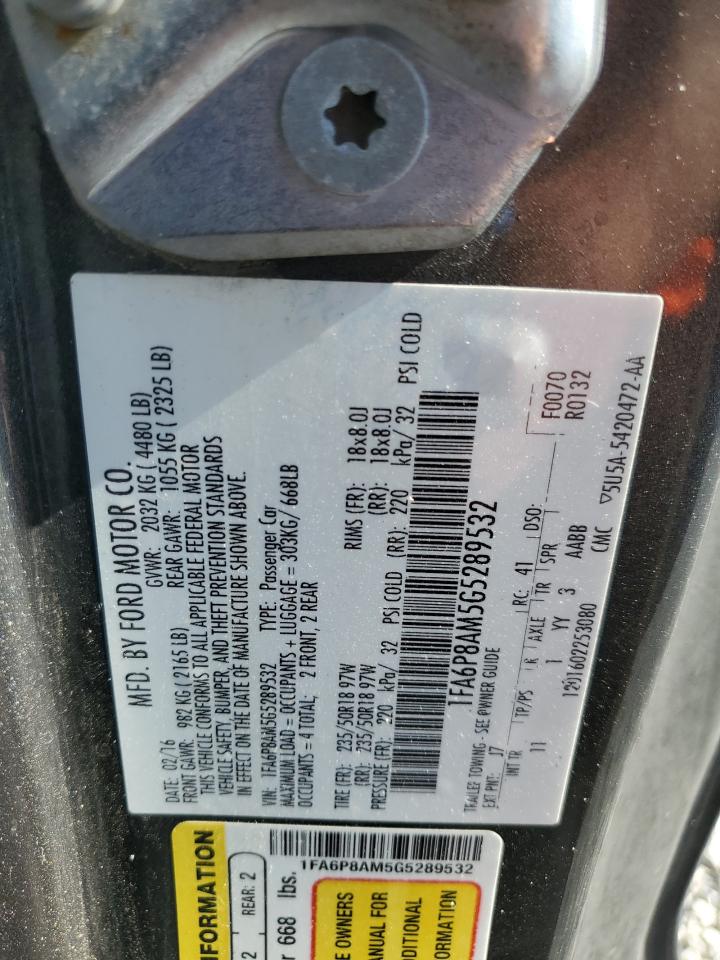 MFD. BY FORD MOTOR CO.
DATE: 02/16 GVWR: 2032 KG ( 4480 LB)
FRONT GAWR: 982 KG ( 2165 LB) REAR GAWR: 1055 KG ( 2325 LB)
THIS VEHICLE CONFORMS TO ALL APPLICABLE FEDERAL MOTOR
VEHICLE SAFETY, BUMPER, AND THEFT PREVENTION STANDARDS
IN EFFECT ON THE DATE OF MANUFACTURE SHOWN ABOVE.
VIN: 1FA6P8AM5G5289532 TYPE: Passenger Car
MAXIMUM LOAD = OCCUPANTS + LUGGAGE = 303KG/ 668LB
OCCUPANTS = 4 TOTAL; 2 FRONT, 2 REAR
TIRE (FR): 235/50R18 97W RIMS (FR): 18x8.0J
(RR): 235/50R18 97W (RR): 18x8.0J
PRESSURE (FR): 220 kPa/ 32 PSI COLD (RR): 220 kPa/ 32 PSI COLD
1FA6P8AM5G5289532
TRAILER TOWING - SEE OWNER GUIDE
EXT PNT: J7 RC: 41 DSO: F0070
R0132
INT TR TP/PS R AXLE TR SPR
11 1 YY 3 AABB
12016022253080 CMC ▽5U5A-5420472-AA
1FA6P8AM5G5289532
NFORMATION
2 REAR: 2
r 668 lbs.
E OWNERS
ANUAL FOR
DDITIONAL
ORMATION